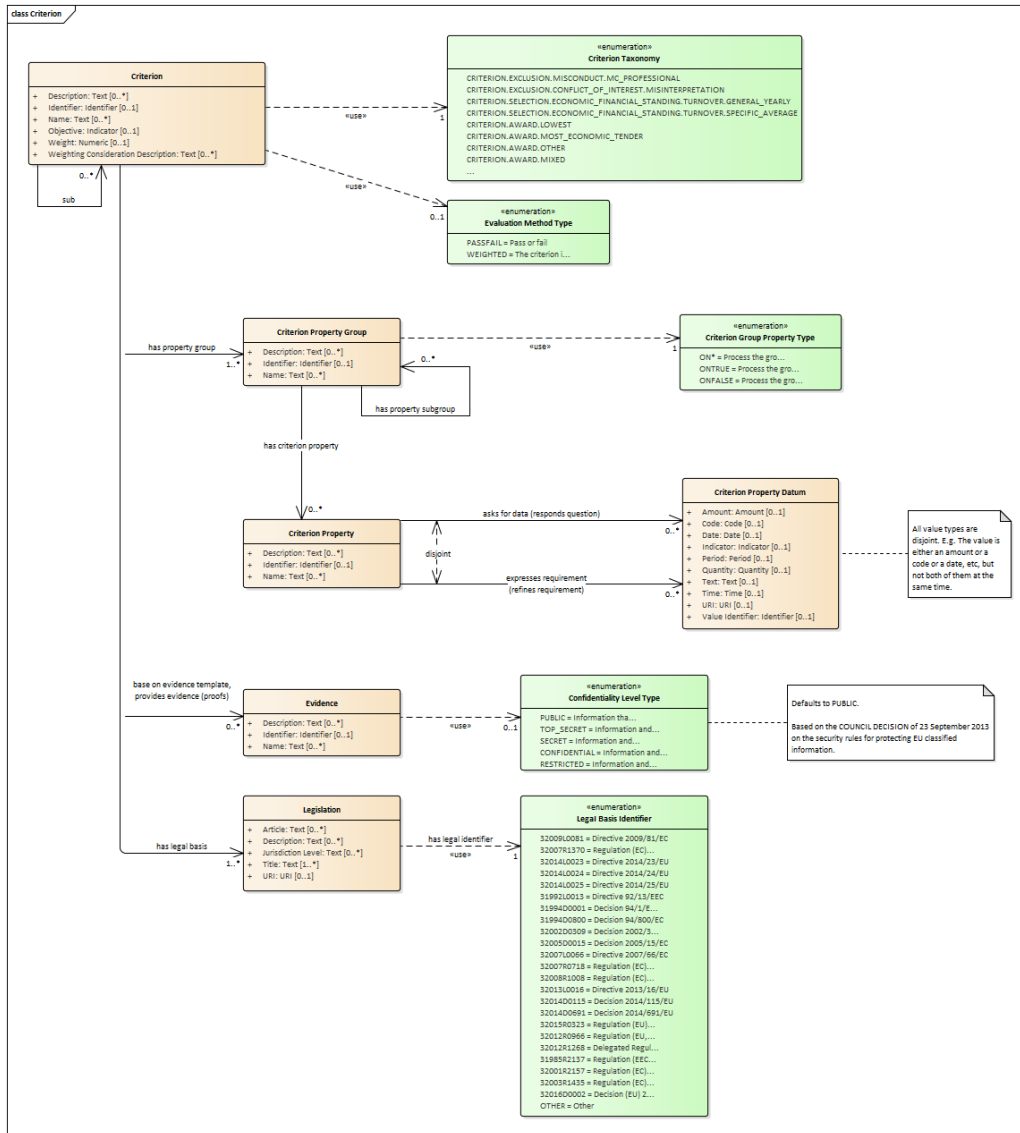 class Criterion
«enumeration»
Criterion Taxonomy
CRITERION.EXCLUSION.MISCONDUCT.MC_PROFESSIONAL
CRITERION.EXCLUSION.CONFLICT_OF_INTEREST.MISINTERPRETATION
CRITERION.SELECTION.ECONOMIC_FINANCIAL_STANDING.TURNOVER.GENERAL_YEARLY
CRITERION.SELECTION.ECONOMIC_FINANCIAL_STANDING.TURNOVER.SPECIFIC_AVERAGE
CRITERION.AWARD.LOWEST
CRITERION.AWARD.MOST_ECONOMIC_TENDER
CRITERION.AWARD.OTHER
CRITERION.AWARD.MIXED
...
Criterion
+ Description: Text [0..*]
+ Identifier: Identifier [0..1]
+ Name: Text [0..*]
+ Objective: Indicator [0..1]
+ Weight: Numeric [0..1]
+ Weighting Consideration Description: Text [0..*]
«use»
1
0..*
sub
«use»
0..1
«enumeration»
Evaluation Method Type
PASSFAIL = Pass or fail
WEIGHTED = The criterion i...
has property group
1..*
Criterion Property Group
+ Description: Text [0..*]
+ Identifier: Identifier [0..1]
+ Name: Text [0..*]
«use»
1
0..*
has property subgroup
«enumeration»
Criterion Group Property Type
ON* = Process the gro...
ONTRUE = Process the gro...
ONFALSE = Process the gro...
has criterion property
0..*
Criterion Property
+ Description: Text [0..*]
+ Identifier: Identifier [0..1]
+ Name: Text [0..*]
asks for data (responds question)
0..*
disjoint
expresses requirement
(refines requirement)
0..*
Criterion Property Datum
+ Amount: Amount [0..1]
+ Code: Code [0..1]
+ Date: Date [0..1]
+ Indicator: Indicator [0..1]
+ Period: Period [0..1]
+ Quantity: Quantity [0..1]
+ Text: Text [0..1]
+ Time: Time [0..1]
+ URI: URI [0..1]
+ Value Identifier: Identifier [0..1]
All value types are
disjoint. E.g. The value is
either an amount or a
code or a date, etc, but
not both of them at the
same time.
base on evidence template,
provides evidence (proofs)
0..*
Evidence
+ Description: Text [0..*]
+ Identifier: Identifier [0..1]
+ Name: Text [0..*]
«use»
0..1
«enumeration»
Confidentiality Level Type
PUBLIC = Information tha...
TOP_SECRET = Information and...
SECRET = Information and...
CONFIDENTIAL = Information and...
RESTRICTED = Information and...
Defaults to PUBLIC.
Based on the COUNCIL DECISION of 23 September 2013
on the security rules for protecting EU classified
information.
has legal basis
1..*
Legislation
+ Article: Text [0..*]
+ Description: Text [0..*]
+ Jurisdiction Level: Text [0..*]
+ Title: Text [1..*]
+ URI: URI [0..1]
has legal identifier
«use»
1
«enumeration»
Legal Basis Identifier
32009L0081 = Directive 2009/81/EC
32007R1370 = Regulation (EC)...
32014L0023 = Directive 2014/23/EU
32014L0024 = Directive 2014/24/EU
32014L0025 = Directive 2014/25/EU
31992L0013 = Directive 92/13/EEC
31994D0001 = Decision 94/1/E...
31994D0800 = Decision 94/800/EC
32002D0309 = Decision 2002/3...
32005D0015 = Decision 2005/15/EC
32007L0066 = Directive 2007/66/EC
32007R0718 = Regulation (EC)...
32008R1008 = Regulation (EC)...
32013L0016 = Directive 2013/16/EU
32014D0115 = Decision 2014/115/EU
32014D0691 = Decision 2014/691/EU
32015R0323 = Regulation (EU)...
32012R0966 = Regulation (EU,...
32012R1268 = Delegated Regul...
31985R2137 = Regulation (EEC...
32001R2157 = Regulation (EC)...
32003R1435 = Regulation (EC)...
32016D0002 = Decision (EU) 2...
OTHER = Other